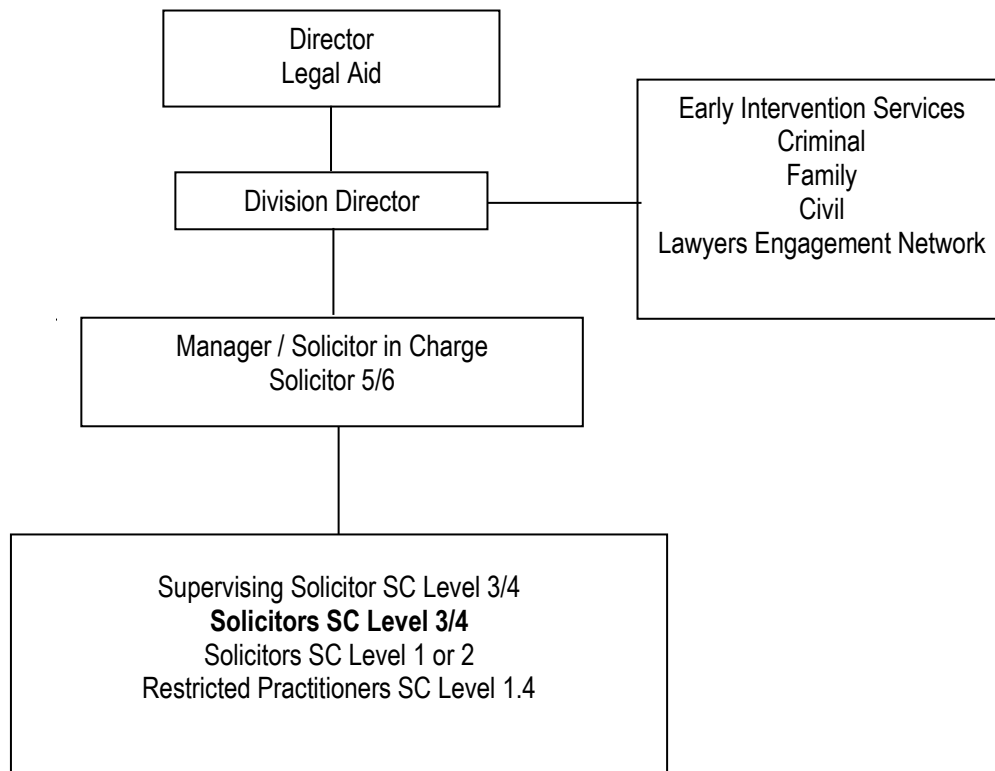 Director
Legal Aid
Early Intervention Services
Criminal
Family
Civil
Lawyers Engagement Network
Division Director
Manager / Solicitor in Charge
Solicitor 5/6
Supervising Solicitor SC Level 3/4
Solicitors SC Level 3/4
Solicitors SC Level 1 or 2
Restricted Practitioners SC Level 1.4